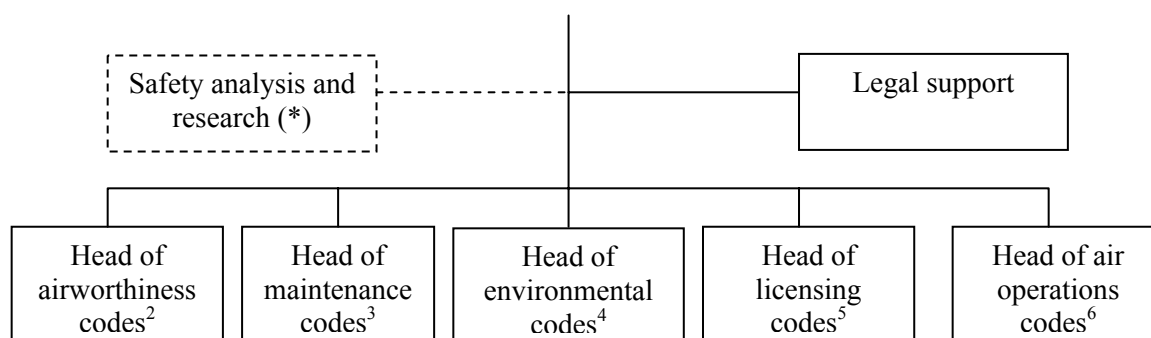 Safety analysis and
research (*)
Legal support
Head of
airworthiness
codes²
Head of
maintenance
codes³
Head of
environmental
codes⁴
Head of
licensing
codes⁵
Head of air
operations
codes⁶